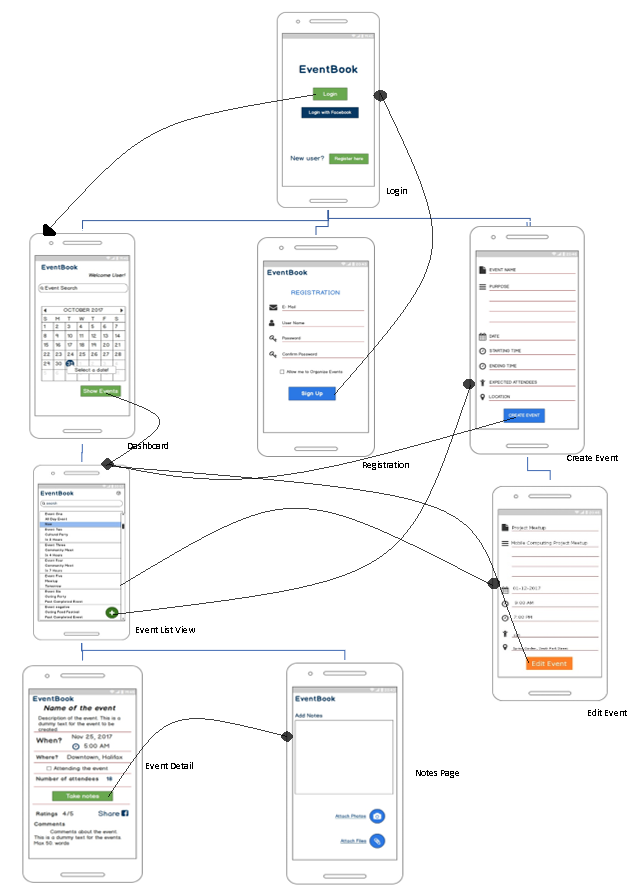 EventBook
Login
Login with Facebook
New user? Register here
Login
EventBook
Welcome User!
Event Search
OCTOBER 2017
S M T W T F S
1 2 3 4 5 6 7
8 9 10 11 12 13 14
15 16 17 18 19 20 21
22 23 24 25 26 27 28
29 30
Select a date!
Show Events
Dashboard
EventBook
REGISTRATION
E-Mail
User Name
Password
Confirm Password
Allow me to Organise Events
Sign Up
Registration
EVENT NAME
PURPOSE
DATE
STARTING TIME
ENDING TIME
EXPECTED ATTENDEES
LOCATION
CREATE EVENT
Create Event
EventBook
Event One
All Day Event
Now
Event Two
Cultural Party
In 2 Hours
Event Three
Community Meet
In 4 Hours
Event Four
Community Meet
In 7 Hours
Event Five
Meetup
Tomorrow
Event Six
Voting Party
Past Completed Event
Event
Voting Food Festival
Past Completed Event
+
Event List View
Project Meetup
Mobile Computing Project Meetup
01-12-2017
5:00 AM
7:00 PM
Edit Event
Edit Event
EventBook
Name of the event
Description of the event. This is a
dummy text for the event to be
created
When? Nov 25, 2017
5:00 AM
Where? Downtown, Halifax
Attending the event
Number of attendees 15
Take notes
Ratings 4/5 Share
Comments
Comments about the event
This is a dummy text for the events
Max 50 words
Event Detail
EventBook
Add Notes
Attach Photos
Attach Files
Notes Page